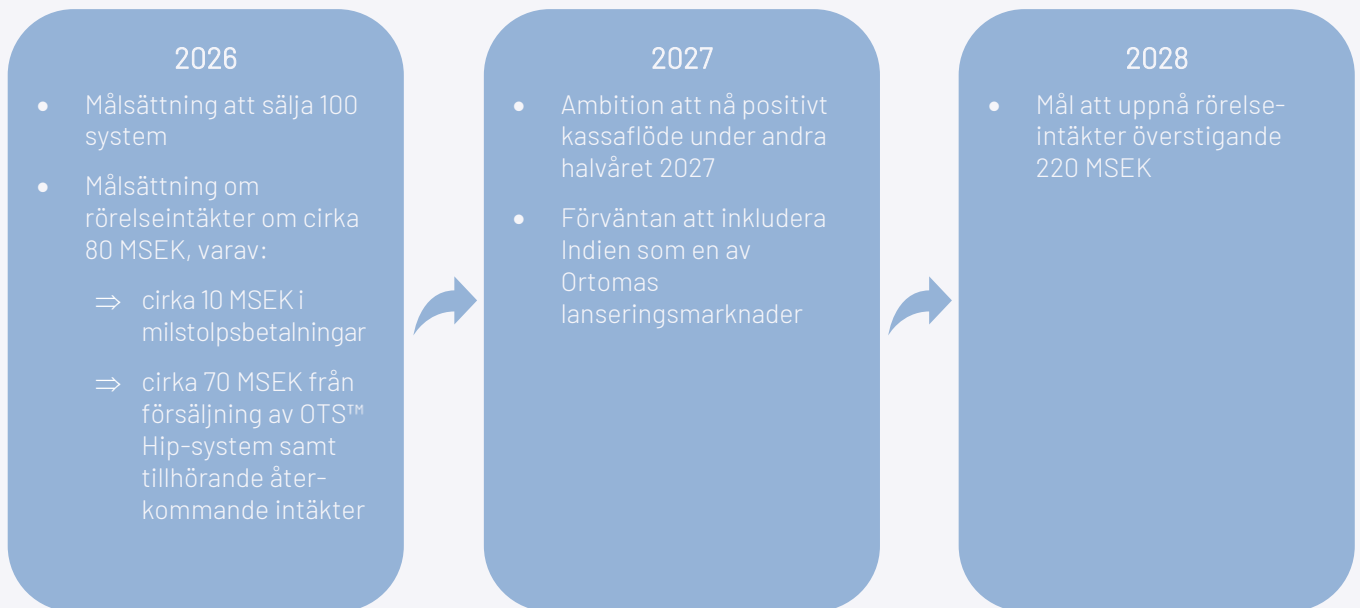 2026
• Målsättning att sälja 100
system
• Målsättning om
rörelseintäkter om cirka
80 MSEK, varav:
⇒ cirka 10 MSEK i
milstolpsbetalningar
⇒ cirka 70 MSEK från
försäljning av OTS™
Hip-system samt
tillhörande åter-
kommande intäkter
2027
• Ambition att nå positivt
kassaflöde under andra
halvåret 2027
• Förväntan att inkludera
Indien som en av
Ortomas
lanseringsmarknader
2028
• Mål att uppnå rörelse-
intäkter överstigande
220 MSEK